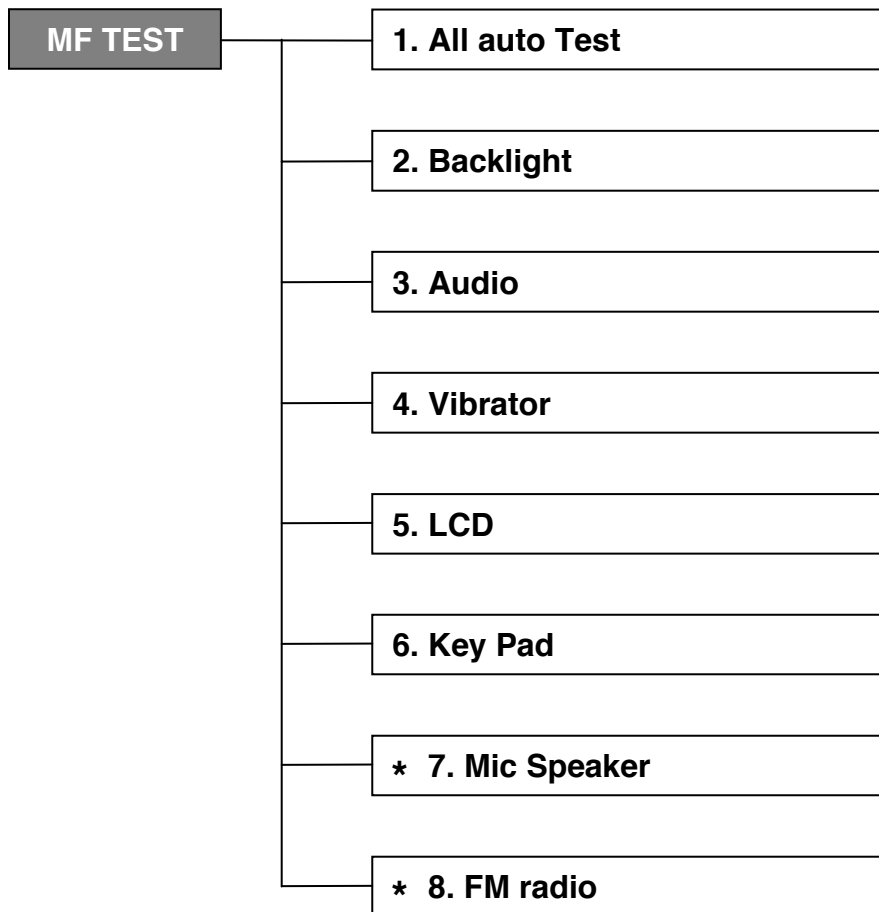 MF TEST
1. All auto Test
2. Backlight
3. Audio
4. Vibrator
5. LCD
6. Key Pad
* 7. Mic Speaker
* 8. FM radio